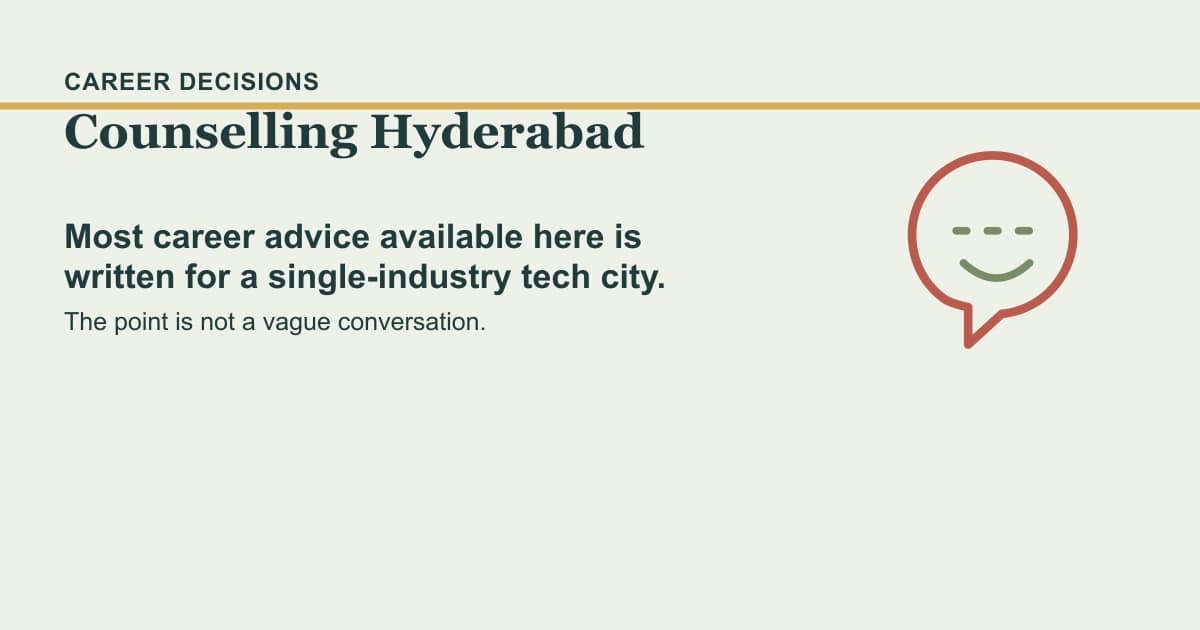 CAREER DECISIONS
Counselling Hyderabad
Most career advice available here is
written for a single-industry tech city.
The point is not a vague conversation.